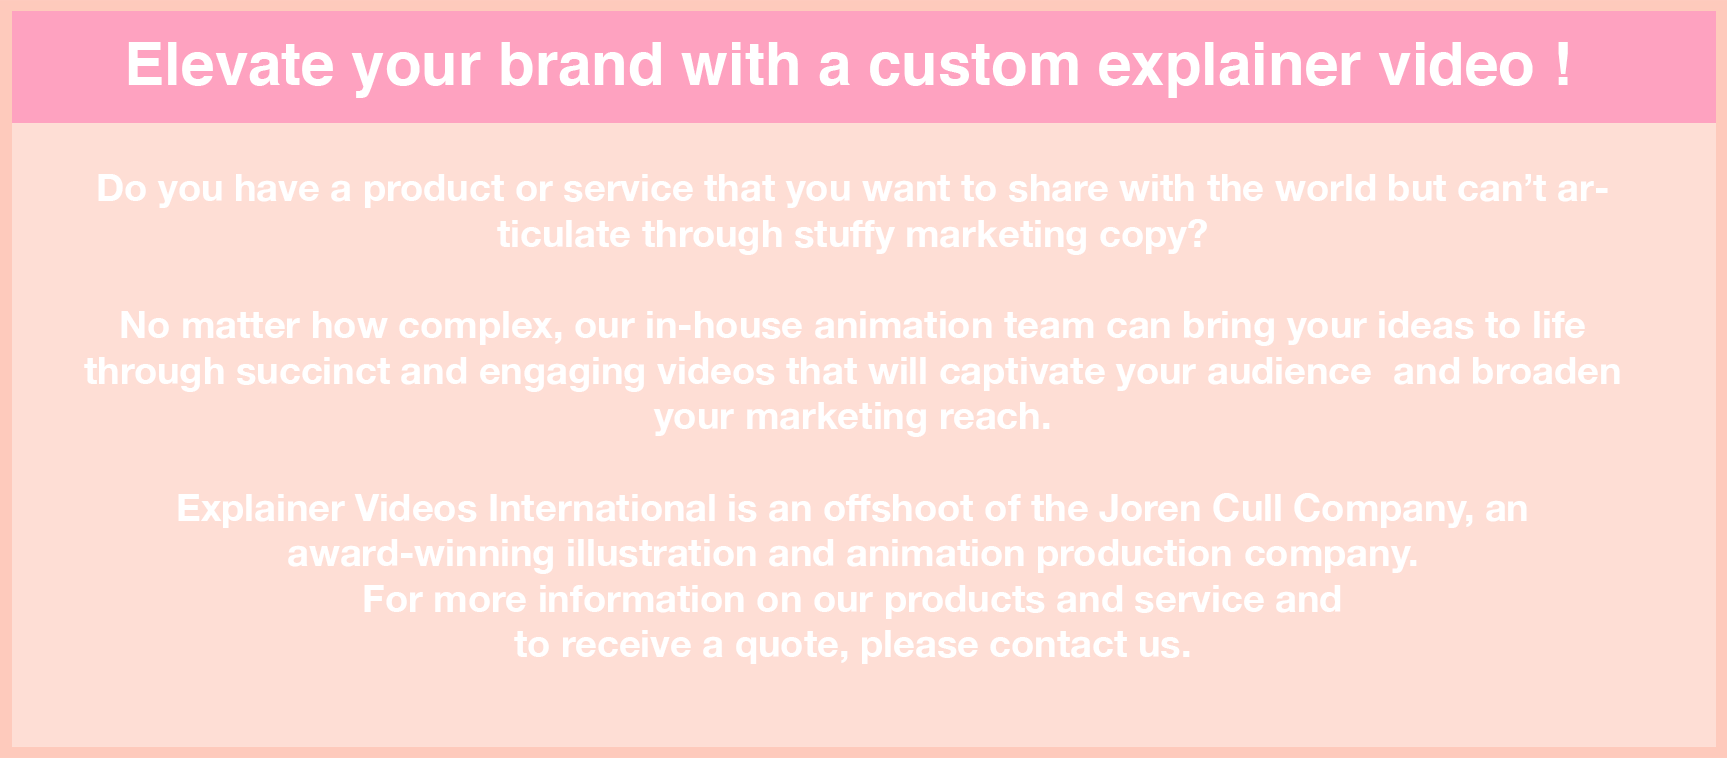 Elevate your brand with a custom explainer video !
Do you have a product or service that you want to share with the world but can’t ar-
ticulate through stuffy marketing copy?
No matter how complex, our in-house animation team can bring your ideas to life
through succinct and engaging videos that will captivate your audience  and broaden
your marketing reach.
Explainer Videos International is an offshoot of the Joren Cull Company, an
award-winning illustration and animation production company.
For more information on our products and service and
to receive a quote, please contact us.